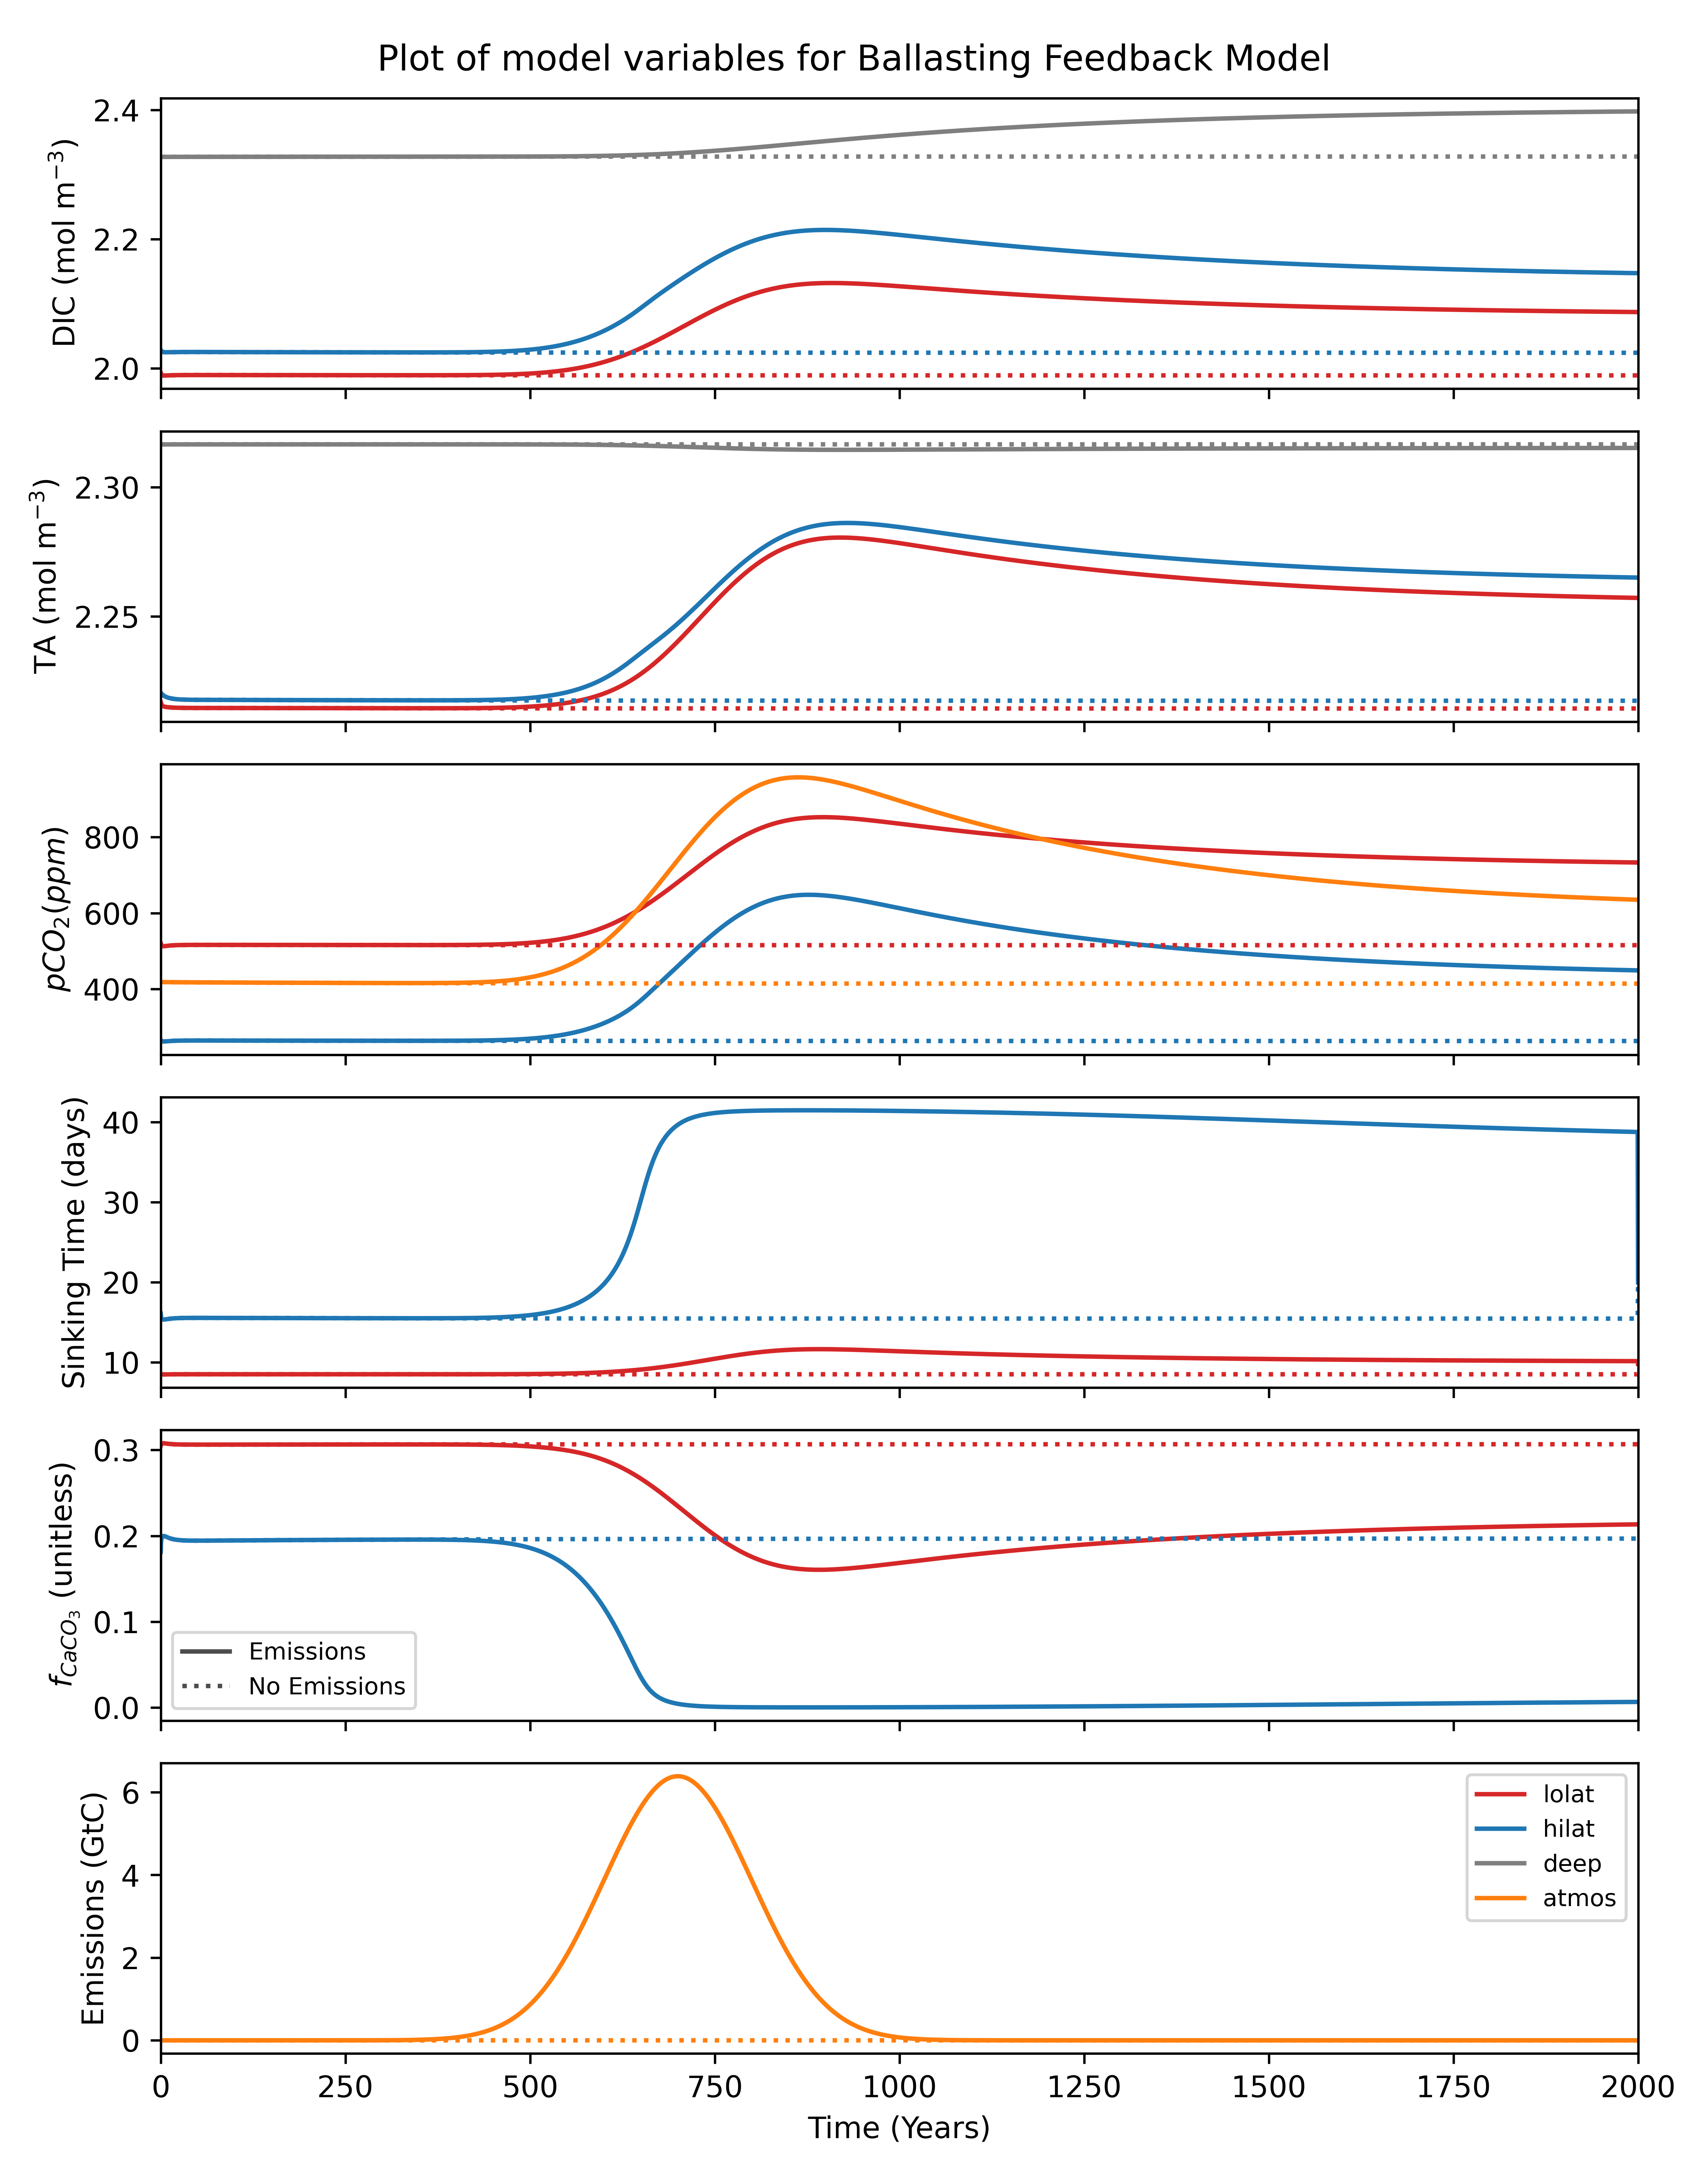 Plot of model variables for Ballasting Feedback Model
DIC (mol m⁻³)
2.4
2.2
2.0
TA (mol m⁻³)
2.30
2.25
pCO₂(ppm)
800
600
400
Sinking Time (days)
40
30
20
10
f_CaCO₃ (unitless)
0.3
0.2
0.1
0.0
Emissions
No Emissions
Emissions (GtC)
6
4
2
0
lolat
hilat
deep
atmos
0 250 500 750 1000 1250 1500 1750 2000
Time (Years)